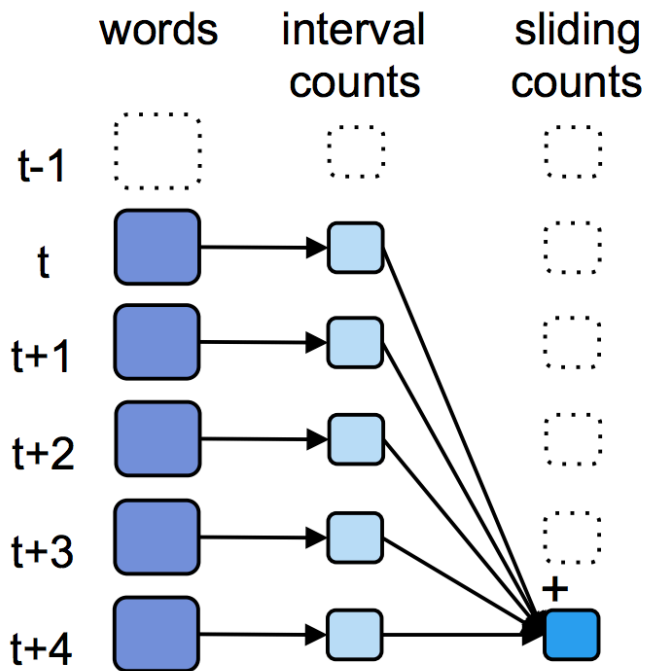 words
interval
counts
sliding
counts
t-1
t
t+1
t+2
t+3
+
t+4